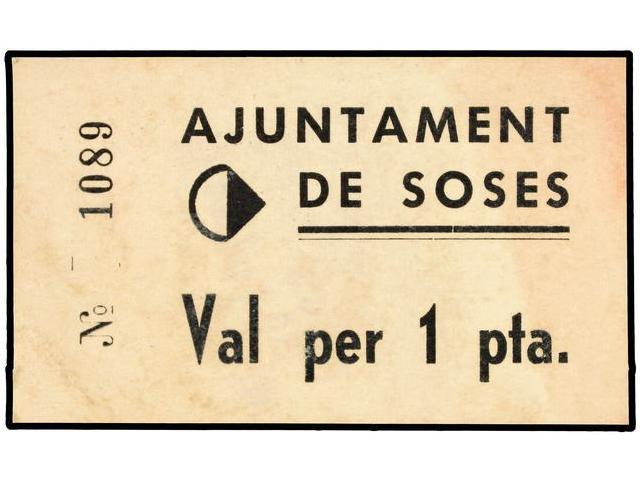 Nº 1089
AJUNTAMENT
DE SOSES
Val per 1 pta.